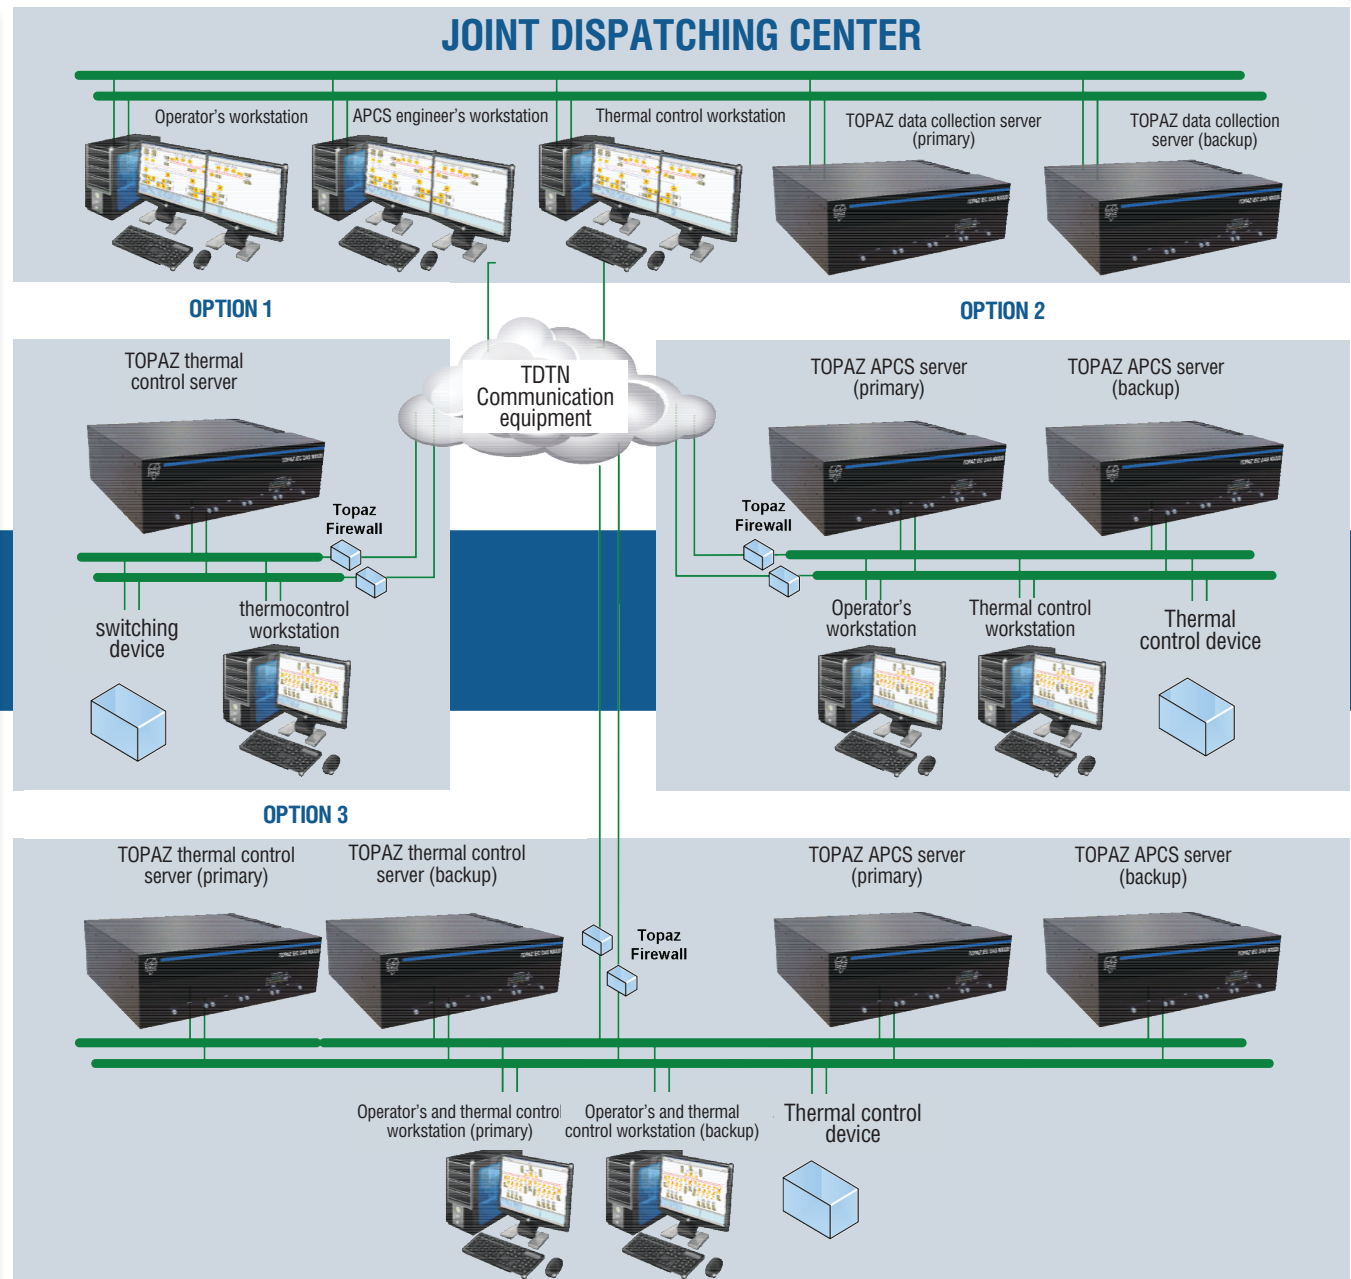 JOINT DISPATCHING CENTER
Operator’s workstation
APCS engineer’s workstation
Thermal control workstation
TOPAZ data collection server
(primary)
TOPAZ data collection
server (backup)
OPTION 1
OPTION 2
TDTN
Communication
equipment
TOPAZ thermal
control server
Topaz
Firewall
switching
device
thermocontrol
workstation
TOPAZ APCS server
(primary)
TOPAZ APCS server
(backup)
Topaz
Firewall
Operator’s
workstation
Thermal control
workstation
Thermal
control device
OPTION 3
TOPAZ thermal control
server (primary)
TOPAZ thermal control
server (backup)
Topaz
Firewall
TOPAZ APCS server
(primary)
TOPAZ APCS server
(backup)
Operator’s and thermal control
workstation (primary)
Operator’s and thermal
control workstation (backup)
Thermal control
device